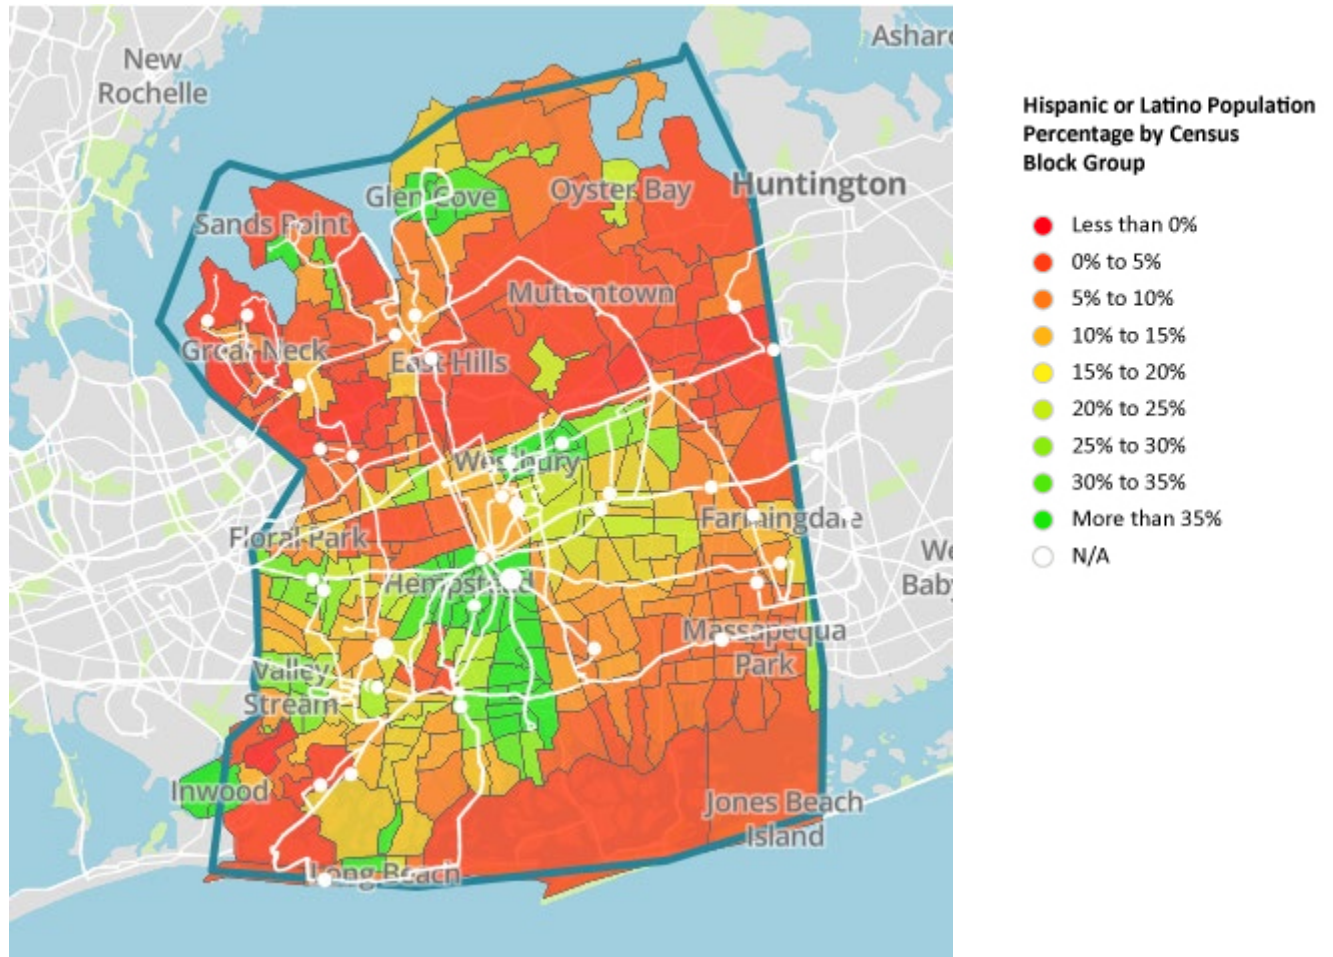 New
Rochelle
Asharc
Glen Cove
Oyster Bay
Huntington
Sands Point
Muttontown
Great Neck
East Hills
Westbury
Farmingdale
Floral Park
We
Baby
Hempstead
Massapequa
Park
Valley
Stream
Inwood
Jones Beach
Island
Long Beach
Hispanic or Latino Population
Percentage by Census
Block Group
Less than 0%
0% to 5%
5% to 10%
10% to 15%
15% to 20%
20% to 25%
25% to 30%
30% to 35%
More than 35%
N/A